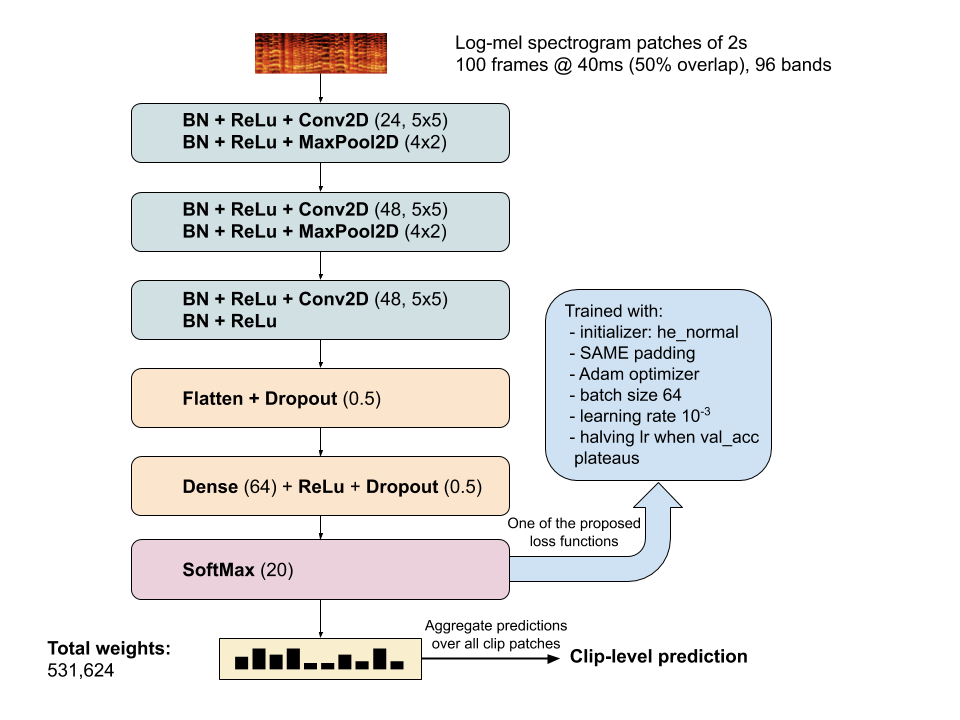 Log-mel spectrogram patches of 2s
100 frames @ 40ms (50% overlap), 96 bands
BN + ReLu + Conv2D (24, 5x5)
BN + ReLu + MaxPool2D (4x2)
BN + ReLu + Conv2D (48, 5x5)
BN + ReLu + MaxPool2D (4x2)
BN + ReLu + Conv2D (48, 5x5)
BN + ReLu
Flatten + Dropout (0.5)
Dense (64) + ReLu + Dropout (0.5)
SoftMax (20)
Trained with:
- initializer: he_normal
- SAME padding
- Adam optimizer
- batch size 64
- learning rate 10⁻³
- halving lr when val_acc
plateaus
One of the proposed
loss functions
Aggregate predictions
over all clip patches
Clip-level prediction
Total weights:
531,624